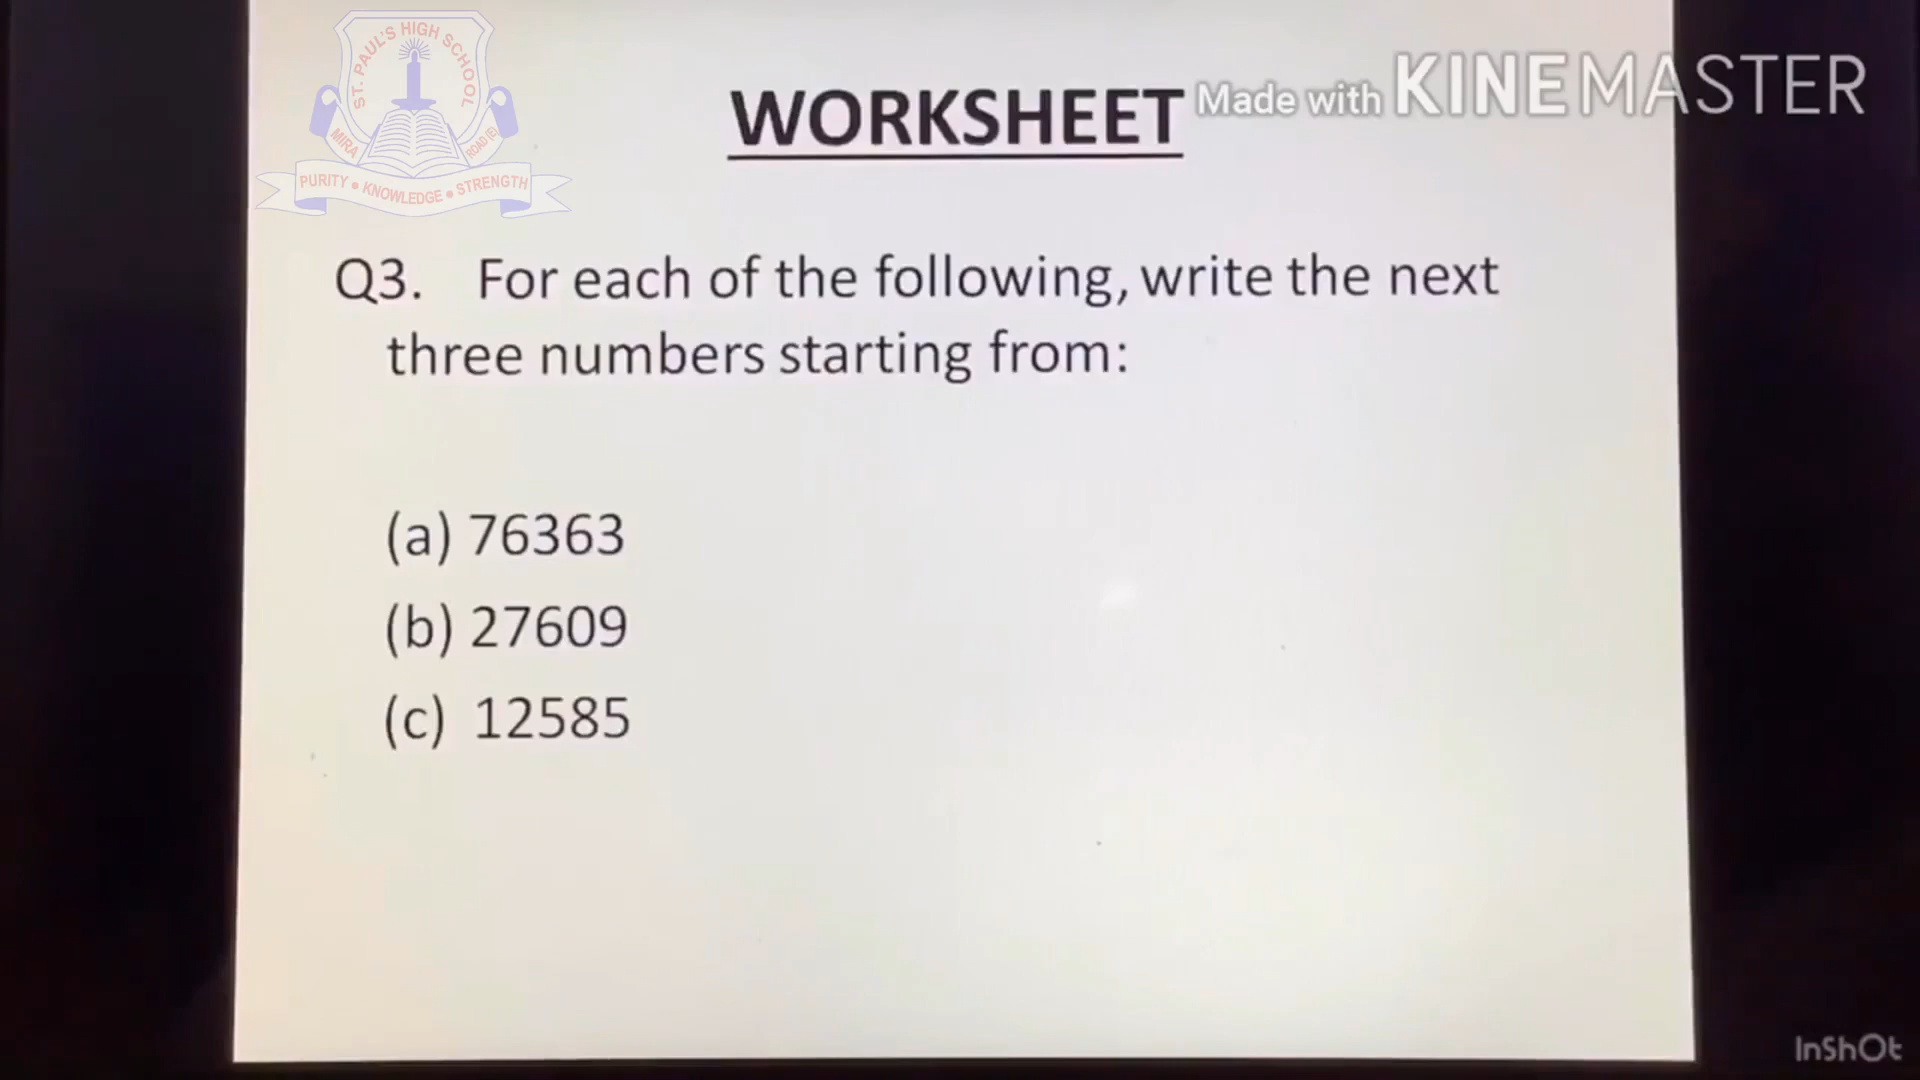 ST. PAUL'S HIGH SCHOOL
MIRA ROAD (E)
PURITY • KNOWLEDGE • STRENGTH
WORKSHEET
Made with KINEMASTER
Q3. For each of the following, write the next
three numbers starting from:
(a) 76363
(b) 27609
(c) 12585
InShOt